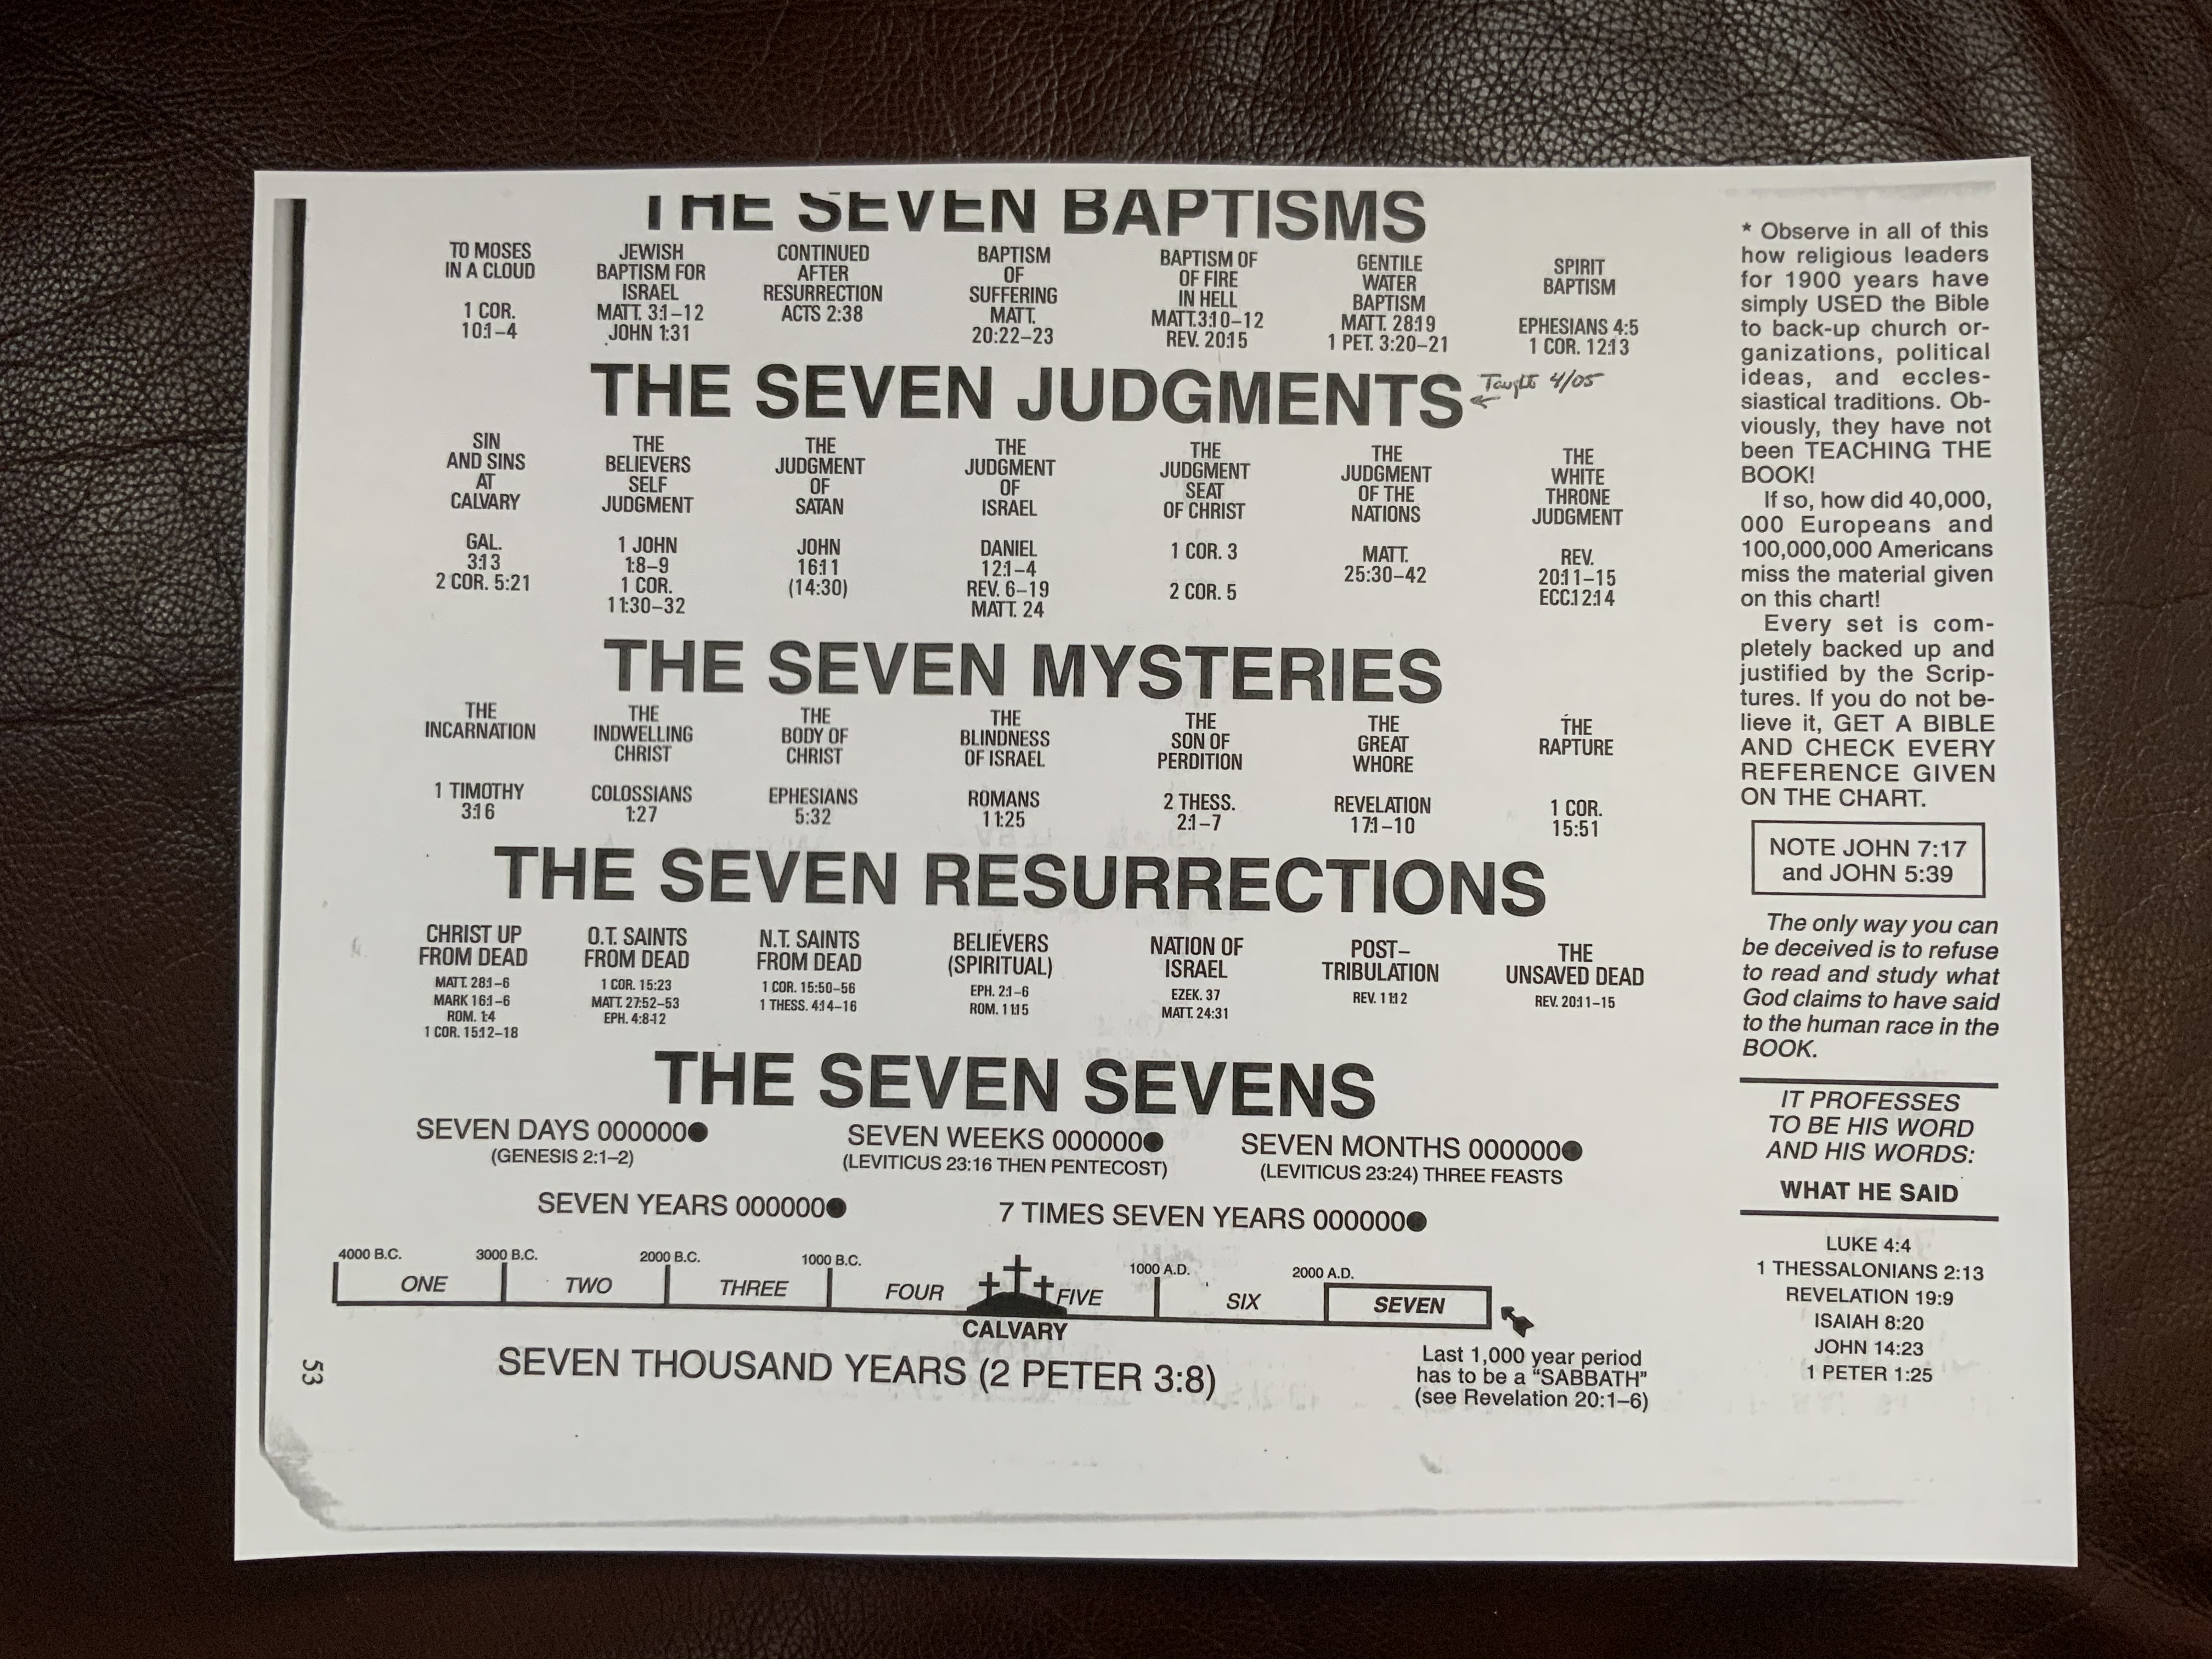 THE SEVEN BAPTISMS
TO MOSES
IN A CLOUD
1 COR.
10:1–4
JEWISH
BAPTISM FOR
ISRAEL
MATT. 3:1–12
JOHN 1:31
CONTINUED
AFTER
RESURRECTION
ACTS 2:38
BAPTISM
OF
SUFFERING
MATT.
20:22–23
BAPTISM OF
OF FIRE
IN HELL
MATT.3:10–12
REV. 20:15
GENTILE
WATER
BAPTISM
MATT. 28:19
1 PET. 3:20–21
SPIRIT
BAPTISM
EPHESIANS 4:5
1 COR. 12:13
THE SEVEN JUDGMENTS
← Taught 4/05
SIN
AND SINS
AT
CALVARY
GAL.
3:13
2 COR. 5:21
THE
BELIEVERS
SELF
JUDGMENT
1 JOHN
1:8–9
1 COR.
11:30–32
THE
JUDGMENT
OF
SATAN
JOHN
16:11
(14:30)
THE
JUDGMENT
OF
ISRAEL
DANIEL
12:1–4
REV. 6–19
MATT. 24
THE
JUDGMENT
SEAT
OF CHRIST
1 COR. 3
2 COR. 5
THE
JUDGMENT
OF THE
NATIONS
MATT.
25:30–42
THE
WHITE
THRONE
JUDGMENT
REV.
20:11–15
ECC.12:14
THE SEVEN MYSTERIES
THE
INCARNATION
1 TIMOTHY
3:16
THE
INDWELLING
CHRIST
COLOSSIANS
1:27
THE
BODY OF
CHRIST
EPHESIANS
5:32
THE
BLINDNESS
OF ISRAEL
ROMANS
11:25
THE
SON OF
PERDITION
2 THESS.
2:1–7
THE
GREAT
WHORE
REVELATION
17:1–10
THE
RAPTURE
1 COR.
15:51
THE SEVEN RESURRECTIONS
CHRIST UP
FROM DEAD
MATT. 28:1–6
MARK 16:1–6
ROM. 1:4
1 COR. 15:12–18
O.T. SAINTS
FROM DEAD
1 COR. 15:23
MATT. 27:52–53
EPH. 4:8-12
N.T. SAINTS
FROM DEAD
1 COR. 15:50–56
1 THESS. 4:14–16
BELIEVERS
(SPIRITUAL)
EPH. 2:1–6
ROM. 11:15
NATION OF
ISRAEL
EZEK. 37
MATT. 24:31
POST–
TRIBULATION
REV. 11:12
THE
UNSAVED DEAD
REV. 20:11–15
THE SEVEN SEVENS
SEVEN DAYS 000000●
(GENESIS 2:1–2)
SEVEN WEEKS 000000●
(LEVITICUS 23:16 THEN PENTECOST)
SEVEN MONTHS 000000●
(LEVITICUS 23:24) THREE FEASTS
SEVEN YEARS 000000●
7 TIMES SEVEN YEARS 000000●
4000 B.C. 3000 B.C. 2000 B.C. 1000 B.C. 1000 A.D. 2000 A.D.
ONE TWO THREE FOUR FIVE SIX SEVEN
CALVARY
SEVEN THOUSAND YEARS (2 PETER 3:8)
Last 1,000 year period
has to be a “SABBATH”
(see Revelation 20:1–6)
53
* Observe in all of this
how religious leaders
for 1900 years have
simply USED the Bible
to back-up church or-
ganizations, political
ideas, and eccles-
siastical traditions. Ob-
viously, they have not
been TEACHING THE
BOOK!
If so, how did 40,000,
000 Europeans and
100,000,000 Americans
miss the material given
on this chart!
Every set is com-
pletely backed up and
justified by the Scrip-
tures. If you do not be-
lieve it, GET A BIBLE
AND CHECK EVERY
REFERENCE GIVEN
ON THE CHART.
NOTE JOHN 7:17
and JOHN 5:39
The only way you can
be deceived is to refuse
to read and study what
God claims to have said
to the human race in the
BOOK.
IT PROFESSES
TO BE HIS WORD
AND HIS WORDS:
WHAT HE SAID
LUKE 4:4
1 THESSALONIANS 2:13
REVELATION 19:9
ISAIAH 8:20
JOHN 14:23
1 PETER 1:25